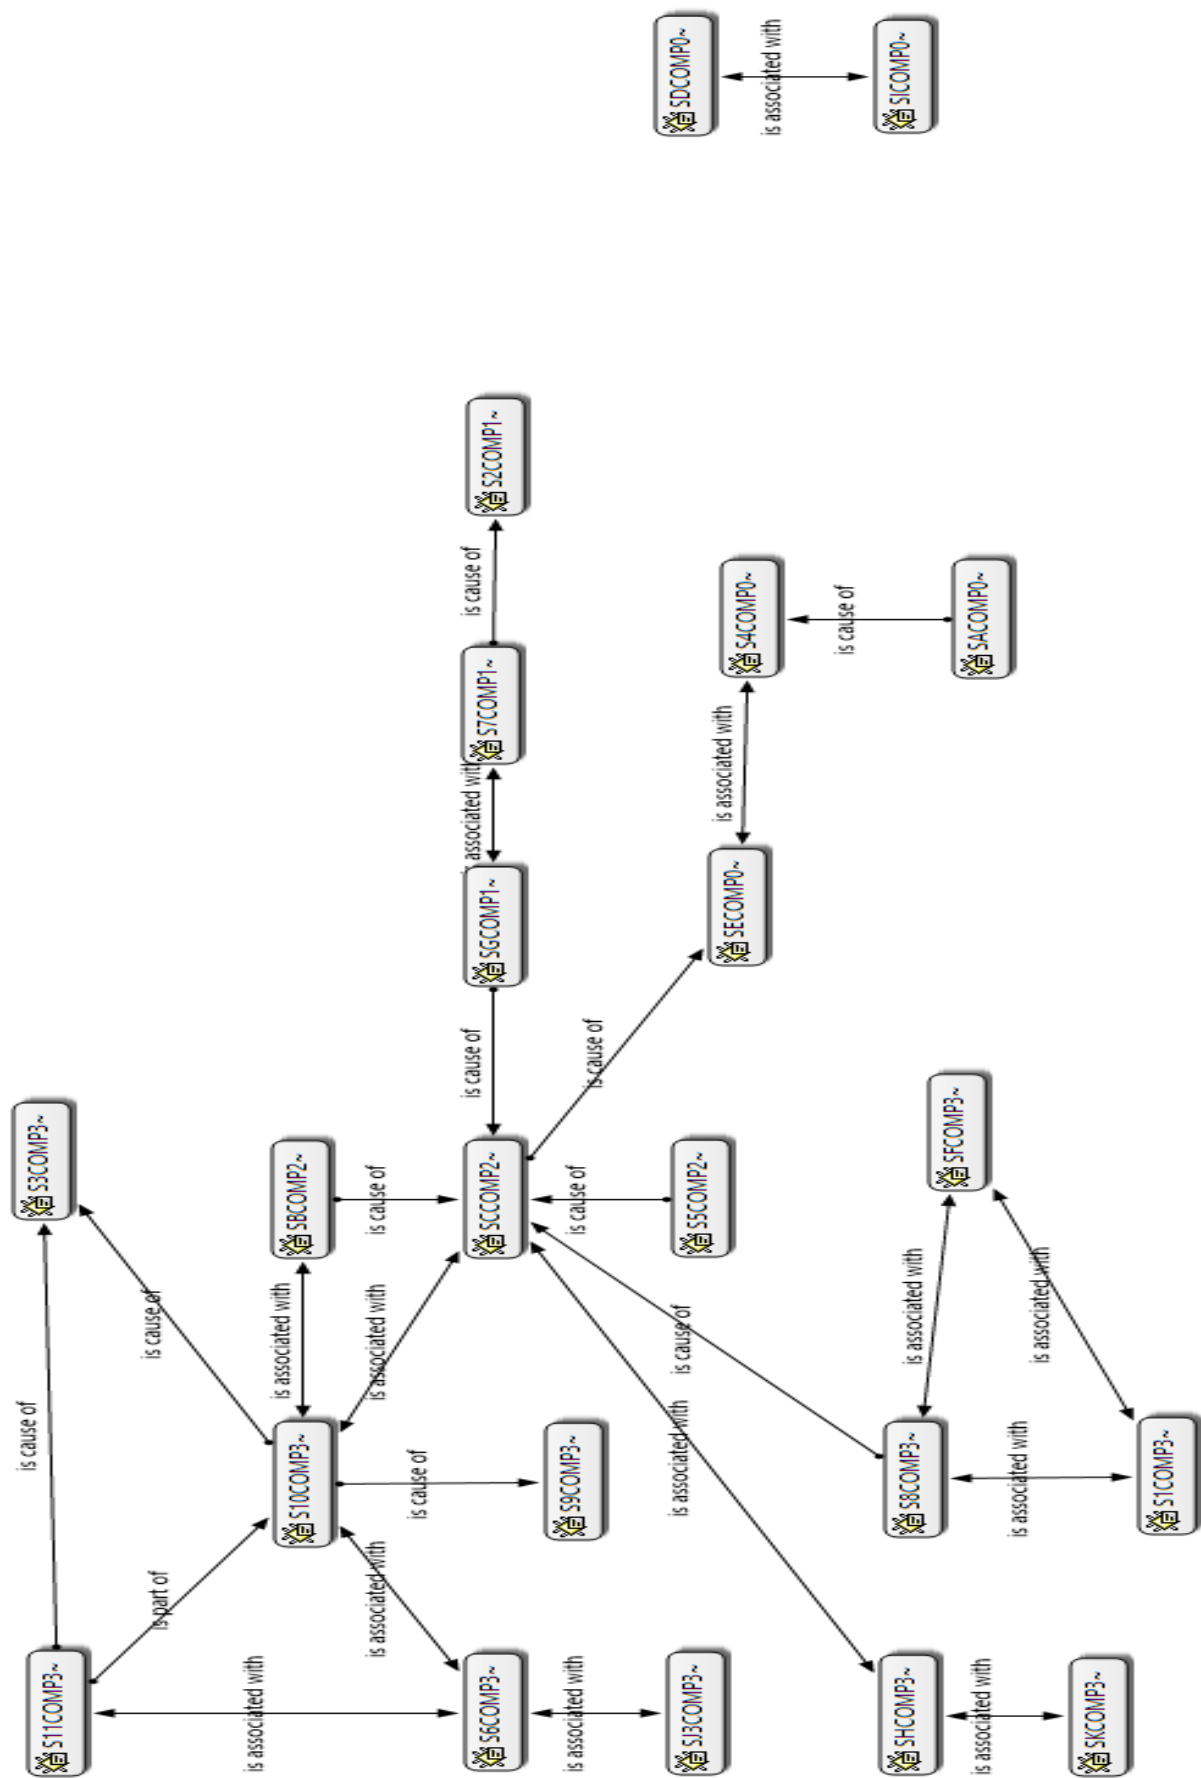 is cause of
S11COMP3~
S3COMP3~
is part of
is cause of
is associated with
is associated with
S10COMP3~
SBCOMP2~
is associated with
is associated with
is cause of
is cause of
is cause of
is associated with
is cause of
S6COMP3~
SCCOMP2~
SGCOMP1~
S7COMP1~
S2COMP1~
is associated with
S9COMP3~
is cause of
is cause of
is associated with
is cause of
SJ3COMP3~
S5COMP2~
SDCOMP0~
is associated with
SECOMP0~
S4COMP0~
is associated with
is cause of
SHCOMP3~
S8COMP3~
is associated with
SICOMP0~
SFCOMP3~
SACOMP0~
is associated with
is associated with
is associated with
SKCOMP3~
S1COMP3~